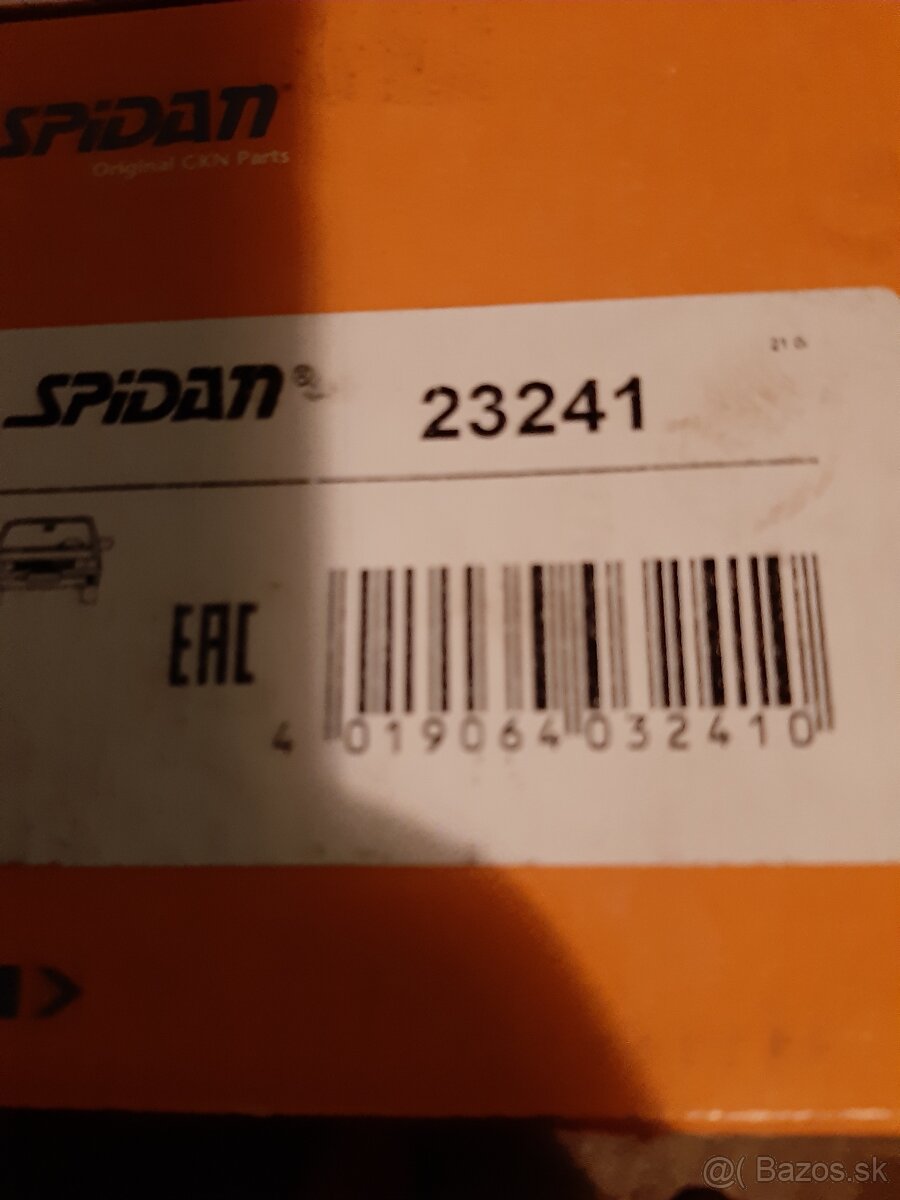 SPiDAN
Original GKN Parts
SPiDAN® 23241
EAC
4 019064 032410
@( Bazos.sk